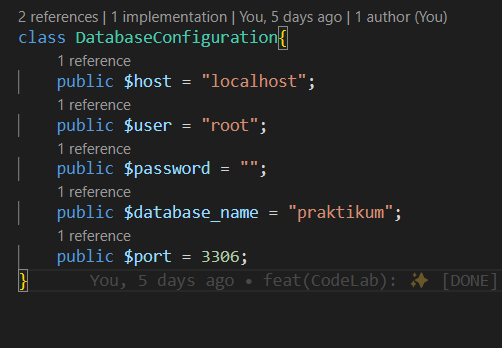 2 references | 1 implementation | You, 5 days ago | 1 author (You)
class DatabaseConfiguration{
1 reference
public $host = "localhost";
1 reference
public $user = "root";
1 reference
public $password = "";
1 reference
public $database_name = "praktikum";
1 reference
public $port = 3306;
} You, 5 days ago • feat(CodeLab): ✨ [DONE]